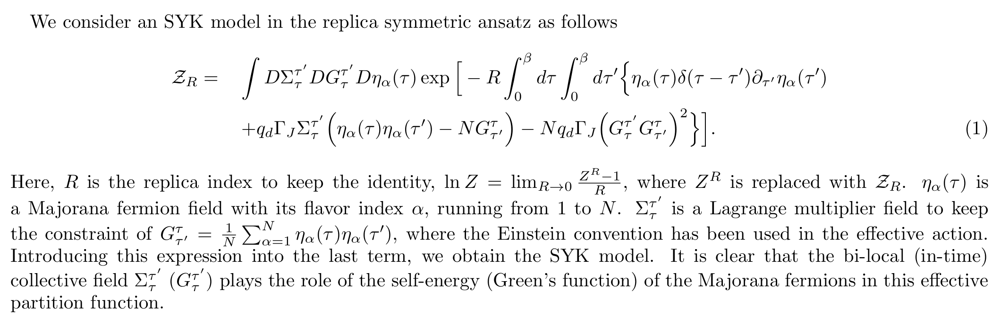 We consider an SYK model in the replica symmetric ansatz as follows
$$\mathcal{Z}_R = \int D\Sigma_{\tau}^{\tau'} DG_{\tau}^{\tau'} D\eta_{\alpha}(\tau) \exp\Big[ -R \int_0^{\beta} d\tau \int_0^{\beta} d\tau' \Big\{ \eta_{\alpha}(\tau)\delta(\tau-\tau')\partial_{\tau'}\eta_{\alpha}(\tau')$$
$$+q_d\Gamma_J\Sigma_{\tau}^{\tau'}\Big(\eta_{\alpha}(\tau)\eta_{\alpha}(\tau') - NG_{\tau'}^{\tau}\Big) - Nq_d\Gamma_J\Big(G_{\tau}^{\tau'}G_{\tau'}^{\tau}\Big)^2\Big\}\Big]. \quad (1)$$
Here, $R$ is the replica index to keep the identity, $\ln Z = \lim_{R\to 0} \frac{Z^R-1}{R}$, where $Z^R$ is replaced with $\mathcal{Z}_R$. $\eta_{\alpha}(\tau)$ is
a Majorana fermion field with its flavor index $\alpha$, running from 1 to $N$. $\Sigma_{\tau}^{\tau'}$ is a Lagrange multiplier field to keep
the constraint of $G_{\tau'}^{\tau} = \frac{1}{N}\sum_{\alpha=1}^{N}\eta_{\alpha}(\tau)\eta_{\alpha}(\tau')$, where the Einstein convention has been used in the effective action.
Introducing this expression into the last term, we obtain the SYK model. It is clear that the bi-local (in-time)
collective field $\Sigma_{\tau}^{\tau'}$ ($G_{\tau}^{\tau'}$) plays the role of the self-energy (Green's function) of the Majorana fermions in this effective
partition function.